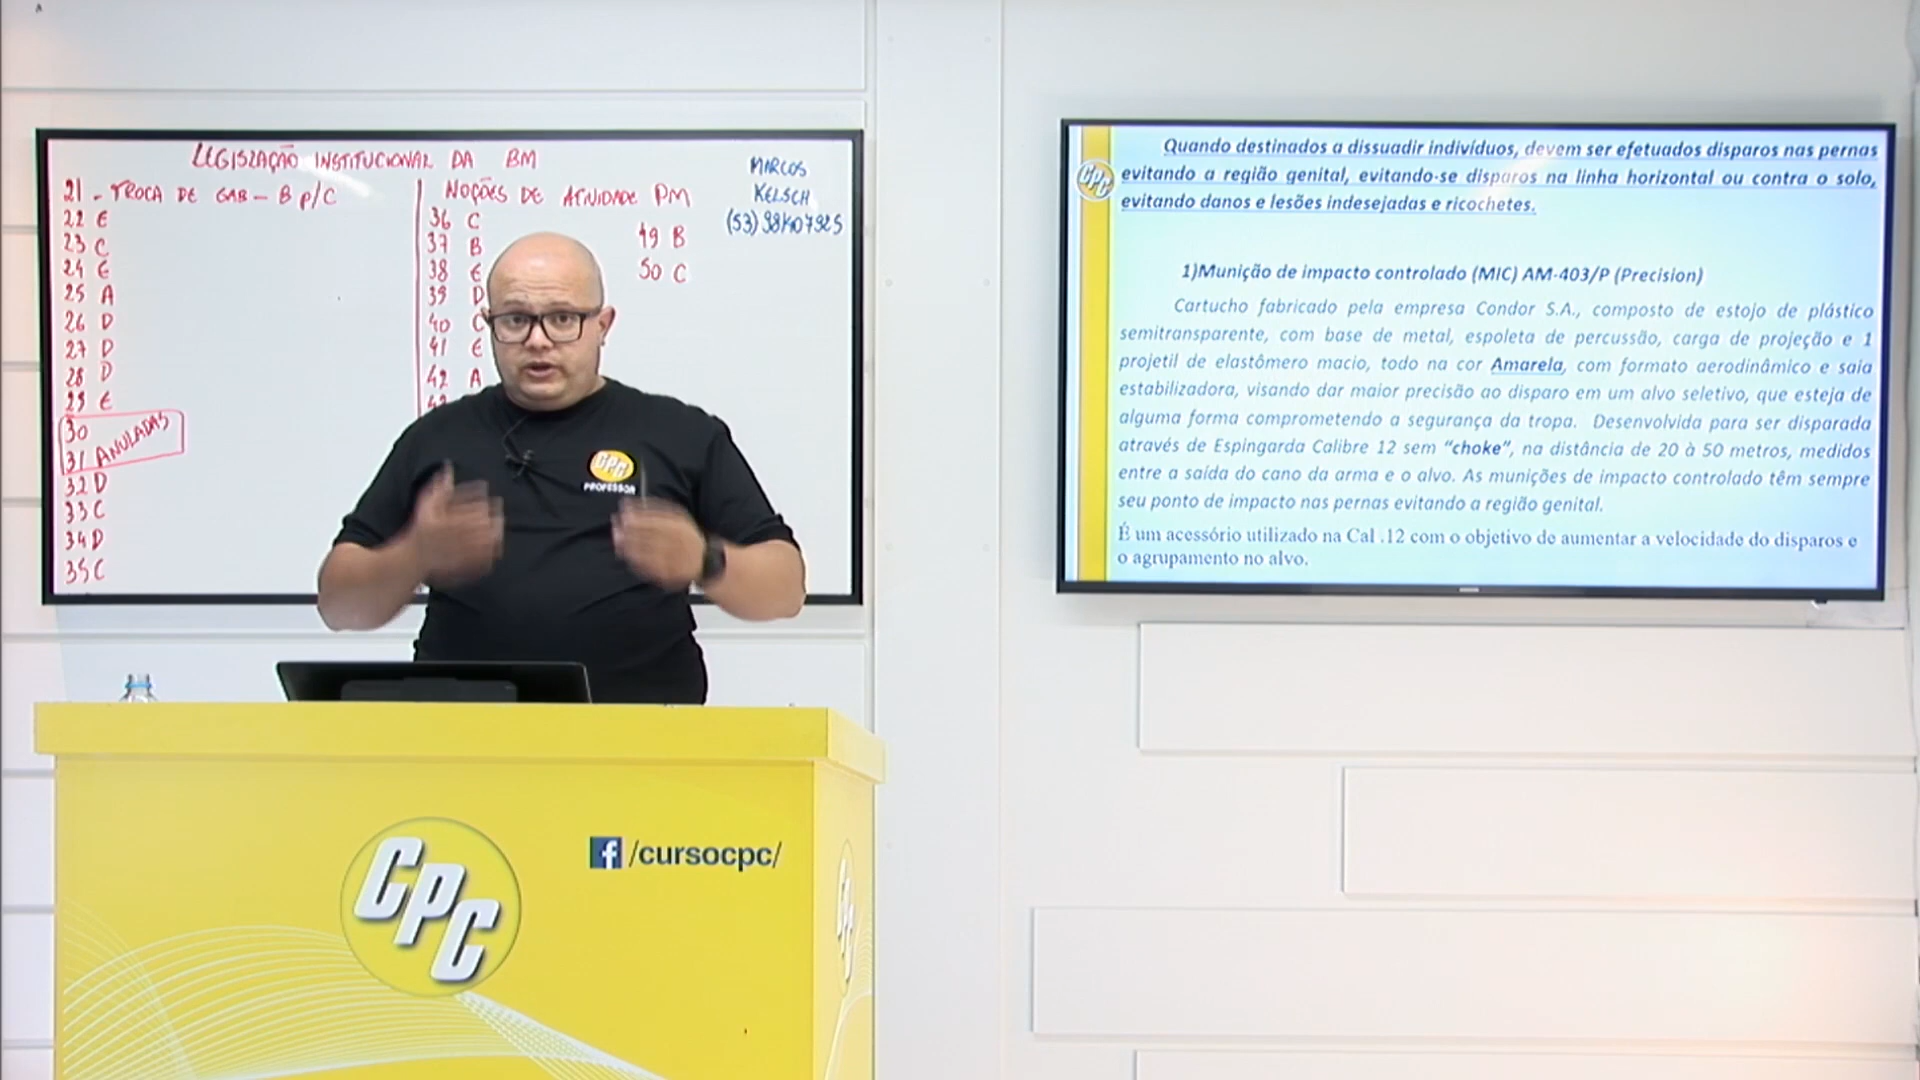 LEGISLAÇÃO INSTITUCIONAL DA BM
21 - TROCA DE GAB - B p/C
22 E
23 C
24 E
25 A
26 D
27 D
28 D
29 E
30
31 ANULADAS
32 D
33 C
34 D
35 C
NOÇÕES DE ATIVIDADE PM
36 C
37 B
38 E
39 D
40 C
41 E
42 A
49 B
50 C
MARCOS
KELSCH
(53)
CPC
PROFESSOR
CPC
/cursocpc/
CPC
Quando destinados a dissuadir indivíduos, devem ser efetuados disparos nas pernas
evitando a região genital, evitando-se disparos na linha horizontal ou contra o solo,
evitando danos e lesões indesejadas e ricochetes.
1)Munição de impacto controlado (MIC) AM-403/P (Precision)
Cartucho fabricado pela empresa Condor S.A., composto de estojo de plástico
semitransparente, com base de metal, espoleta de percussão, carga de projeção e 1
projetil de elastômero macio, todo na cor Amarela, com formato aerodinâmico e saia
estabilizadora, visando dar maior precisão ao disparo em um alvo seletivo, que esteja de
alguma forma comprometendo a segurança da tropa. Desenvolvida para ser disparada
através de Espingarda Calibre 12 sem “choke”, na distância de 20 à 50 metros, medidos
entre a saída do cano da arma e o alvo. As munições de impacto controlado têm sempre
seu ponto de impacto nas pernas evitando a região genital.
É um acessório utilizado na Cal .12 com o objetivo de aumentar a velocidade do disparos e
o agrupamento no alvo.